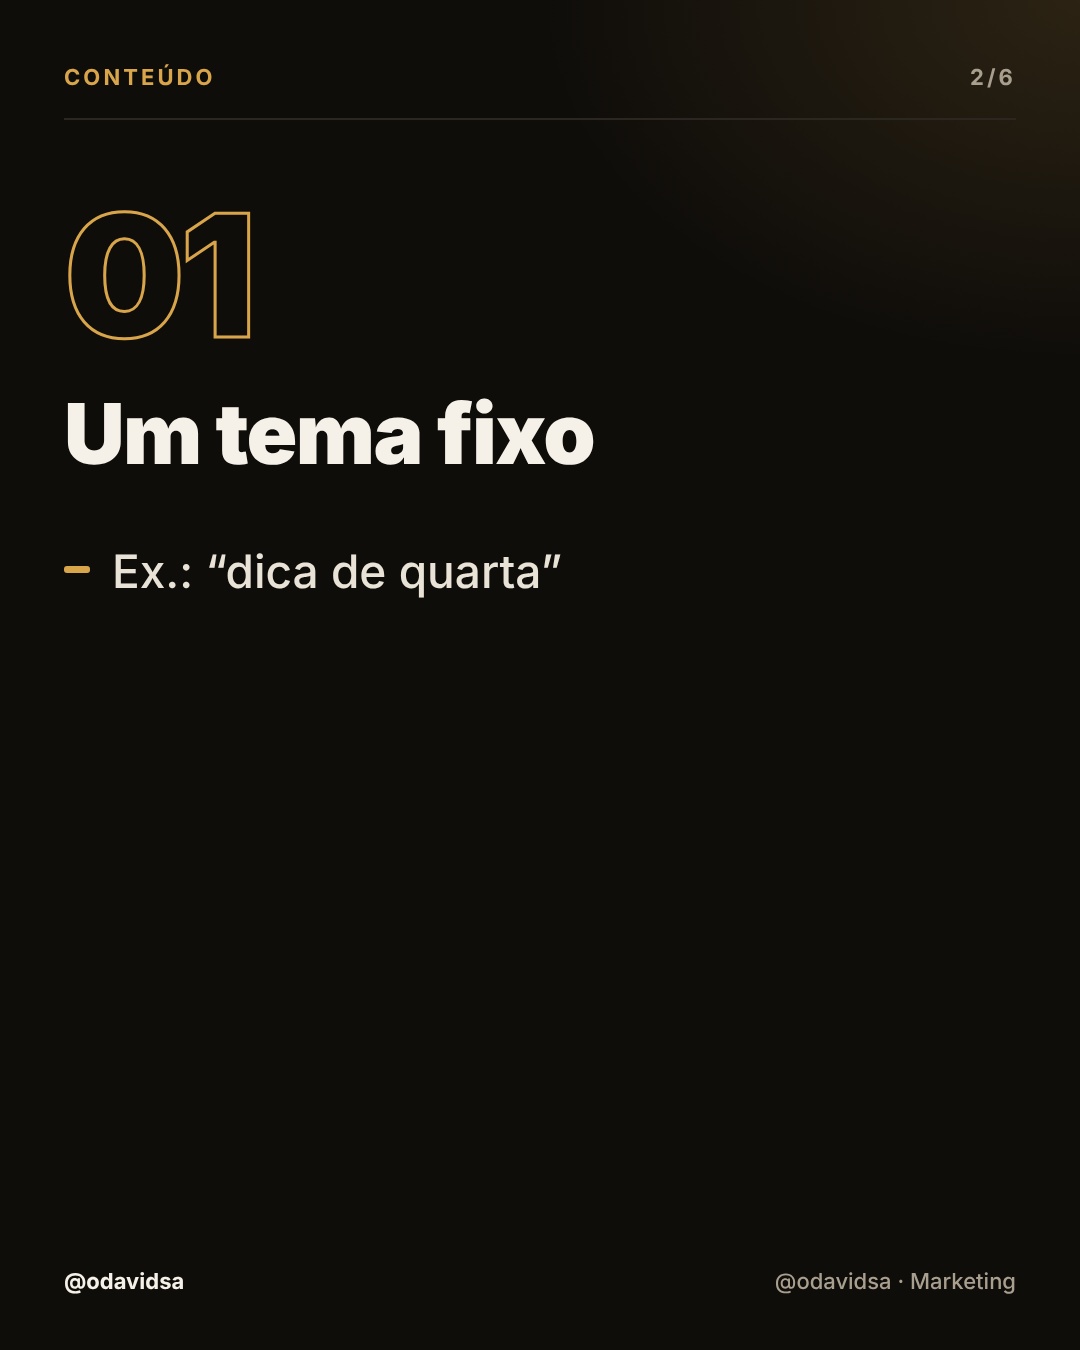 CONTEÚDO
2/6
01
Um tema fixo
Ex.: “dica de quarta”
@odavidsa
@odavidsa · Marketing